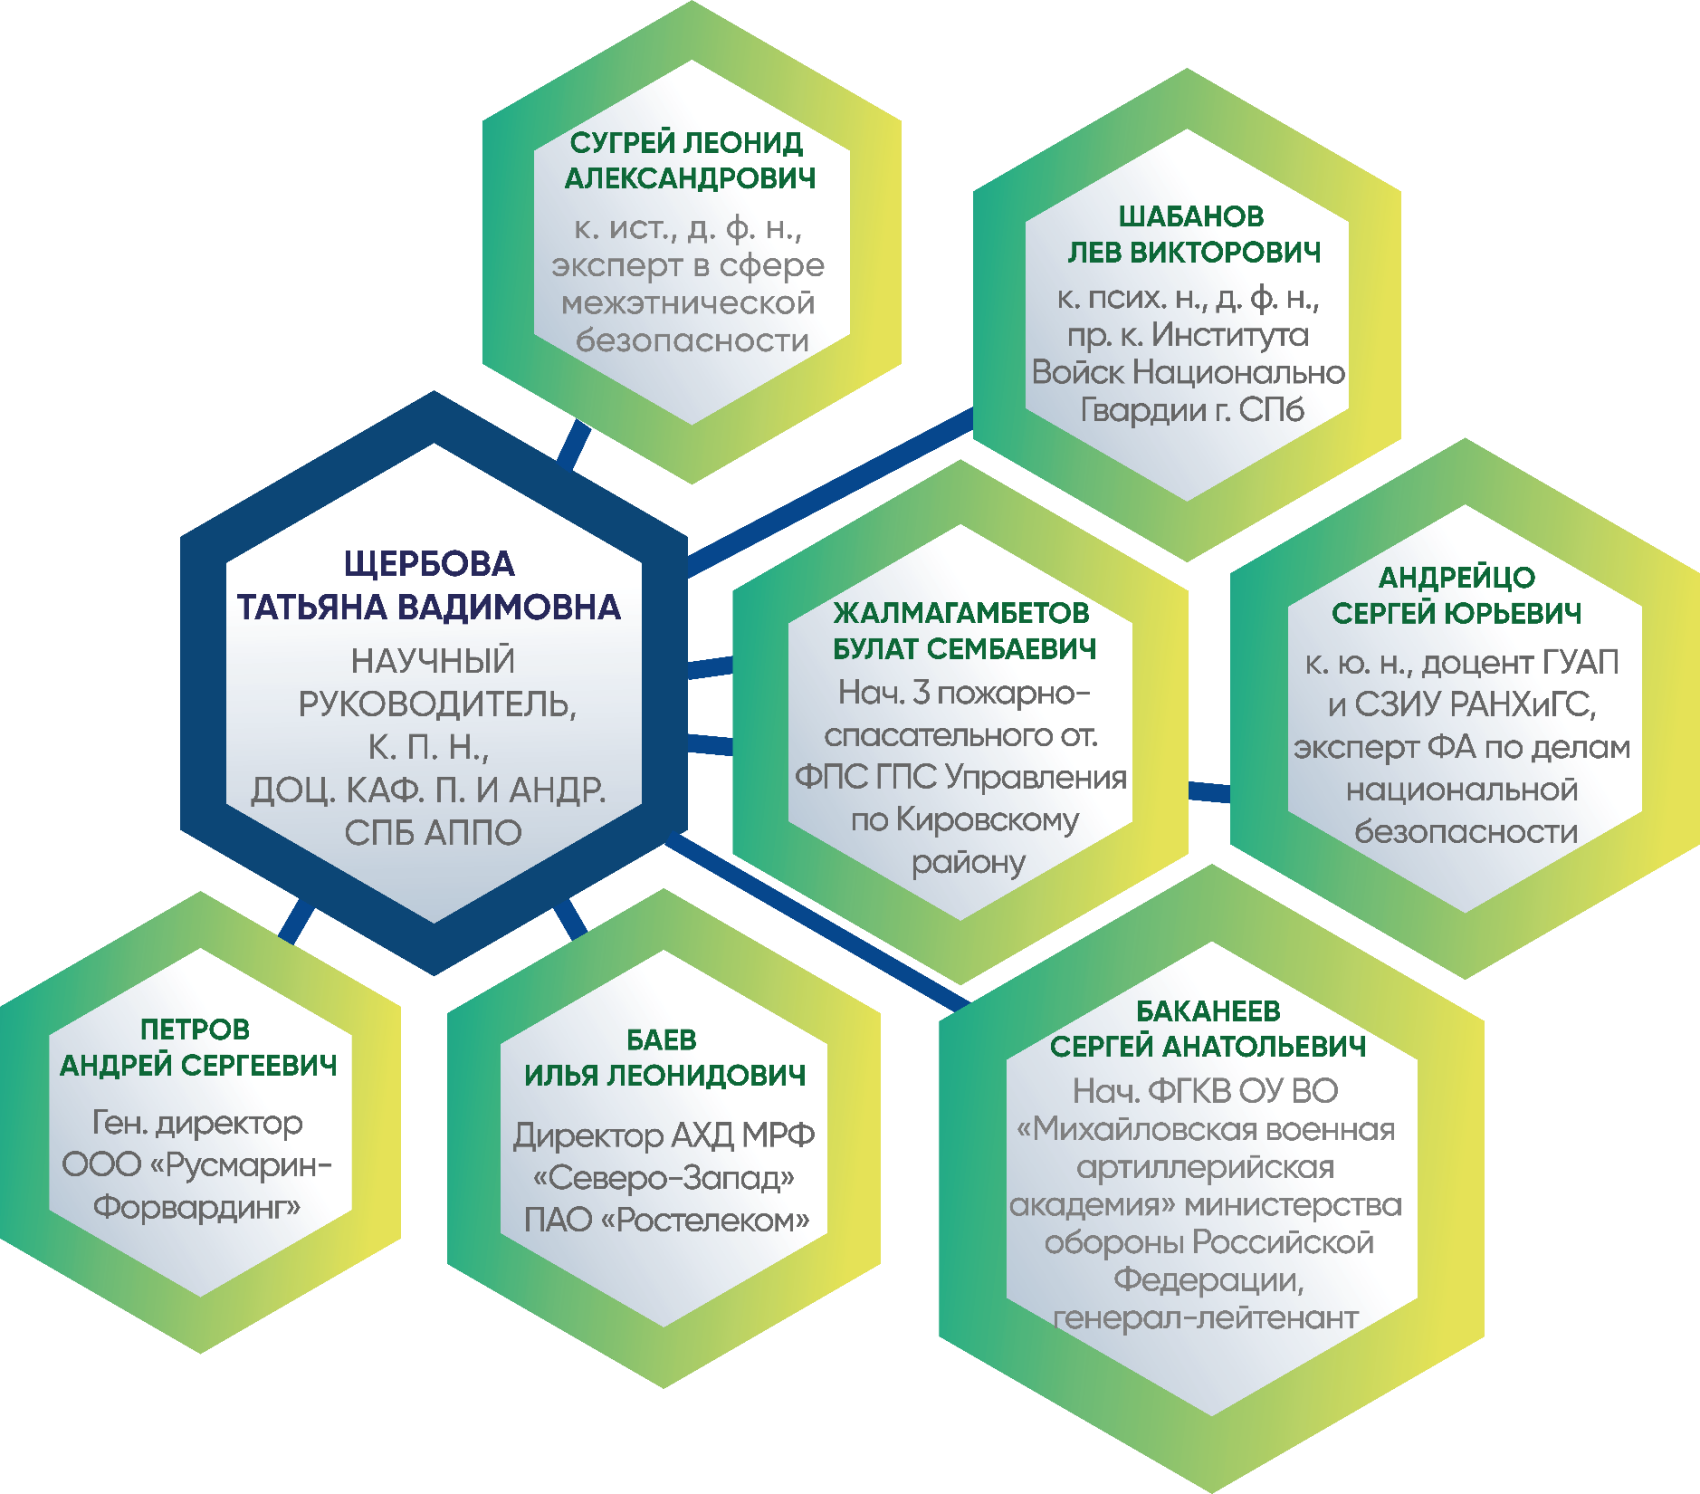 СУГРЕЙ ЛЕОНИД
АЛЕКСАНДРОВИЧ
к. ист., д. ф. н.,
эксперт в сфере
межэтнической
безопасности
ШАБАНОВ
ЛЕВ ВИКТОРОВИЧ
к. псих. н., д. ф. н.,
пр. к. Института
Войск Национально
Гвардии г. СПб
ЩЕРБОВА
ТАТЬЯНА ВАДИМОВНА
НАУЧНЫЙ
РУКОВОДИТЕЛЬ,
К. П. Н.,
ДОЦ. КАФ. П. И АНДР.
СПБ АППО
ЖАЛМАГАМБЕТОВ
БУЛАТ СЕМБАЕВИЧ
Нач. 3 пожарно-
спасательного от.
ФПС ГПС Управления
по Кировскому
району
АНДРЕЙЦО
СЕРГЕЙ ЮРЬЕВИЧ
к. ю. н., доцент ГУАП
и СЗИУ РАНХиГС,
эксперт ФА по делам
национальной
безопасности
ПЕТРОВ
АНДРЕЙ СЕРГЕЕВИЧ
Ген. директор
ООО «Русмарин-
Форвардинг»
БАЕВ
ИЛЬЯ ЛЕОНИДОВИЧ
Директор АХД МРФ
«Северо-Запад»
ПАО «Ростелеком»
БАКАНЕЕВ
СЕРГЕЙ АНАТОЛЬЕВИЧ
Нач. ФГКВ ОУ ВО
«Михайловская военная
артиллерийская
академия» министерства
обороны Российской
Федерации,
генерал-лейтенант